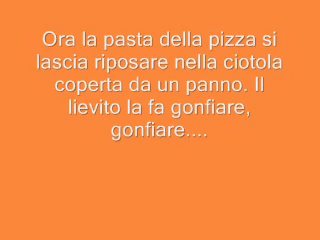 Ora la pasta della pizza si
lascia riposare nella ciotola
coperta da un panno. Il
lievito la fa gonfiare,
gonfiare....